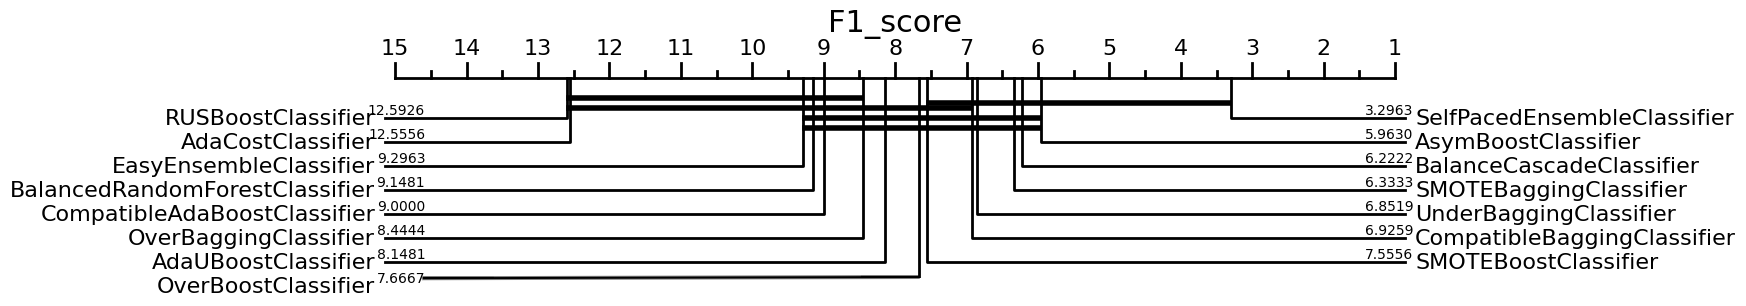 F1_score
15 14 13 12 11 10 9 8 7 6 5 4 3 2 1
RUSBoostClassifier 12.5926 3.2963 SelfPacedEnsembleClassifier
AdaCostClassifier 12.5556 5.9630 AsymBoostClassifier
EasyEnsembleClassifier 9.2963 6.2222 BalanceCascadeClassifier
BalancedRandomForestClassifier 9.1481 6.3333 SMOTEBaggingClassifier
CompatibleAdaBoostClassifier 9.0000 6.8519 UnderBaggingClassifier
OverBaggingClassifier 8.4444 6.9259 CompatibleBaggingClassifier
AdaUBoostClassifier 8.1481 7.5556 SMOTEBoostClassifier
OverBoostClassifier 7.6667